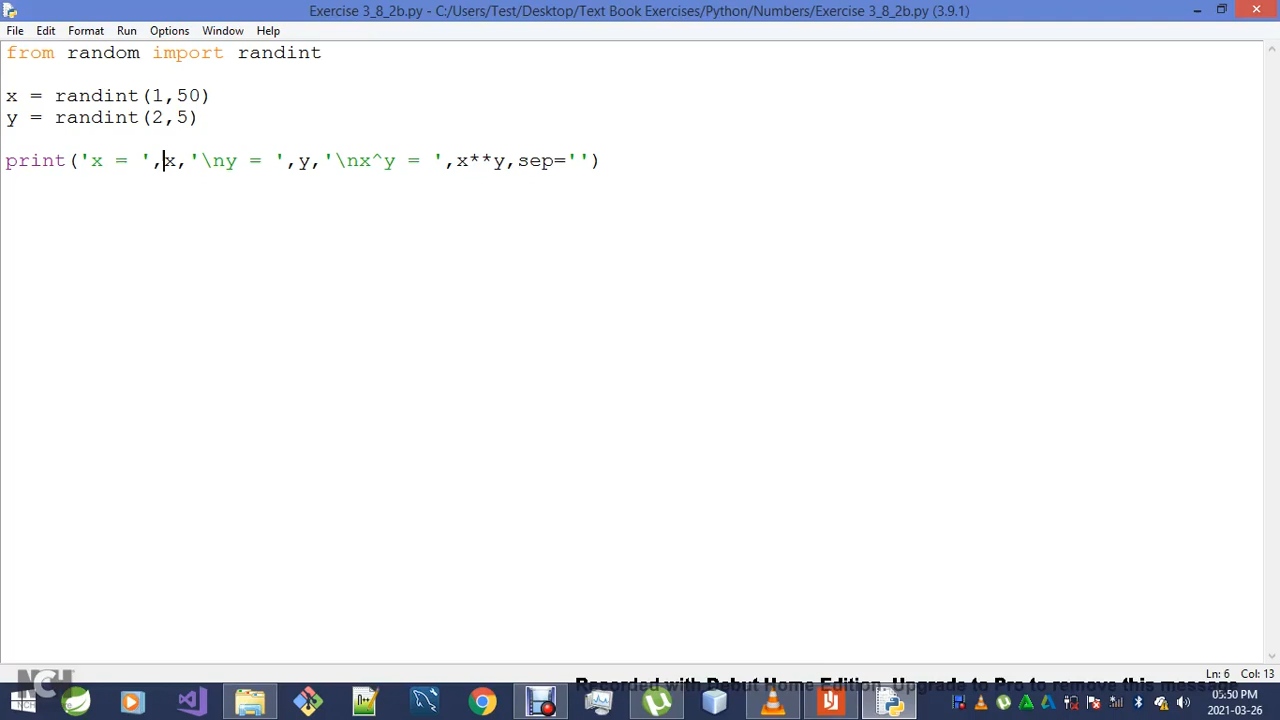 Exercise 3_8_2b.py - C:/Users/Test/Desktop/Text Book Exercises/Python/Numbers/Exercise 3_8_2b.py (3.9.1)
File Edit Format Run Options Window Help
from random import randint
x = randint(1,50)
y = randint(2,5)
print('x = ',x,'\ny = ',y,'\nx^y = ',x**y,sep='')
Ln: 6 Col: 13
NCH
Recorded with Debut Home Edition. Upgrade to Pro to remove this message.
NCH
05:50 PM
2021-03-26